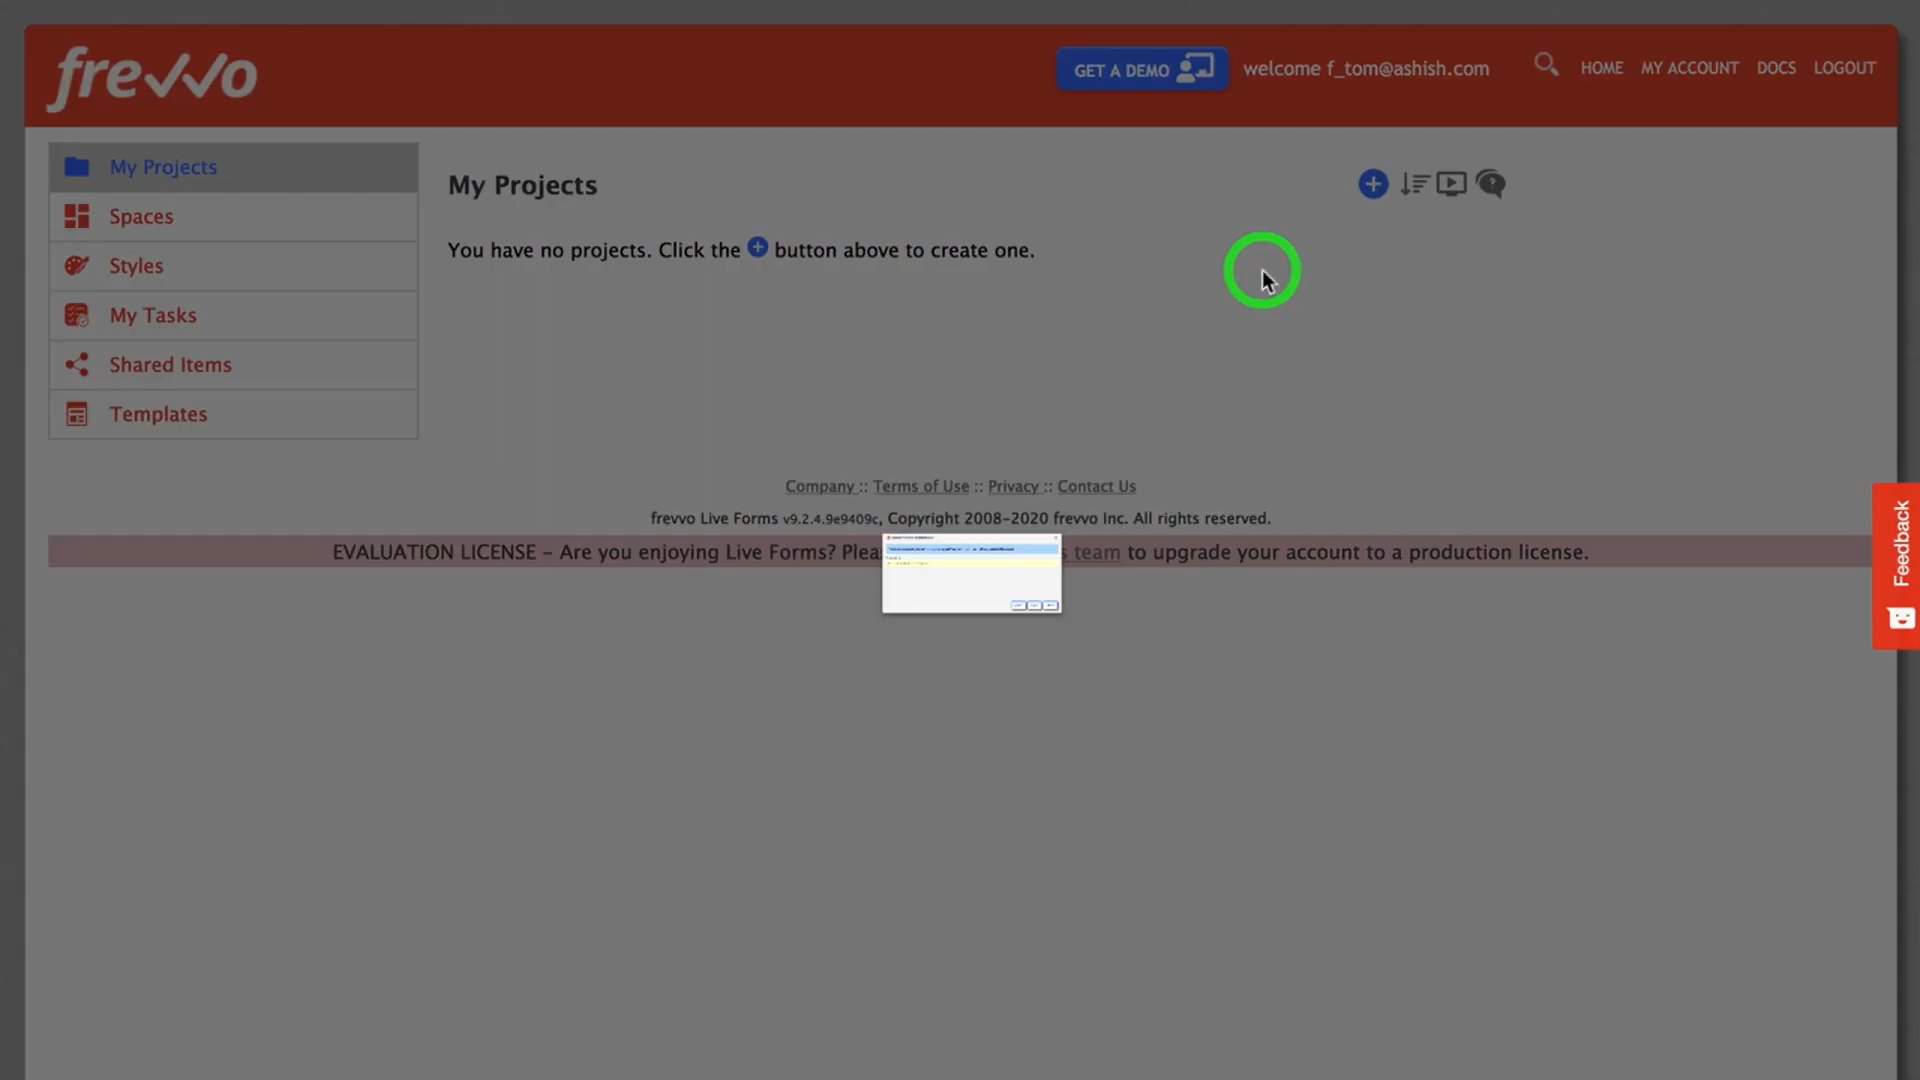 frevvo
GET A DEMO
welcome f_tom@ashish.com
HOME
MY ACCOUNT
DOCS
LOGOUT
My Projects
Spaces
Styles
My Tasks
Shared Items
Templates
My Projects
You have no projects. Click the button above to create one.
Company :: Terms of Use :: Privacy :: Contact Us
frevvo Live Forms v9.2.4.9e9409c, Copyright 2008-2020 frevvo Inc. All rights reserved.
EVALUATION LICENSE – Are you enjoying Live Forms? team to upgrade your account to a production license.
Feedback